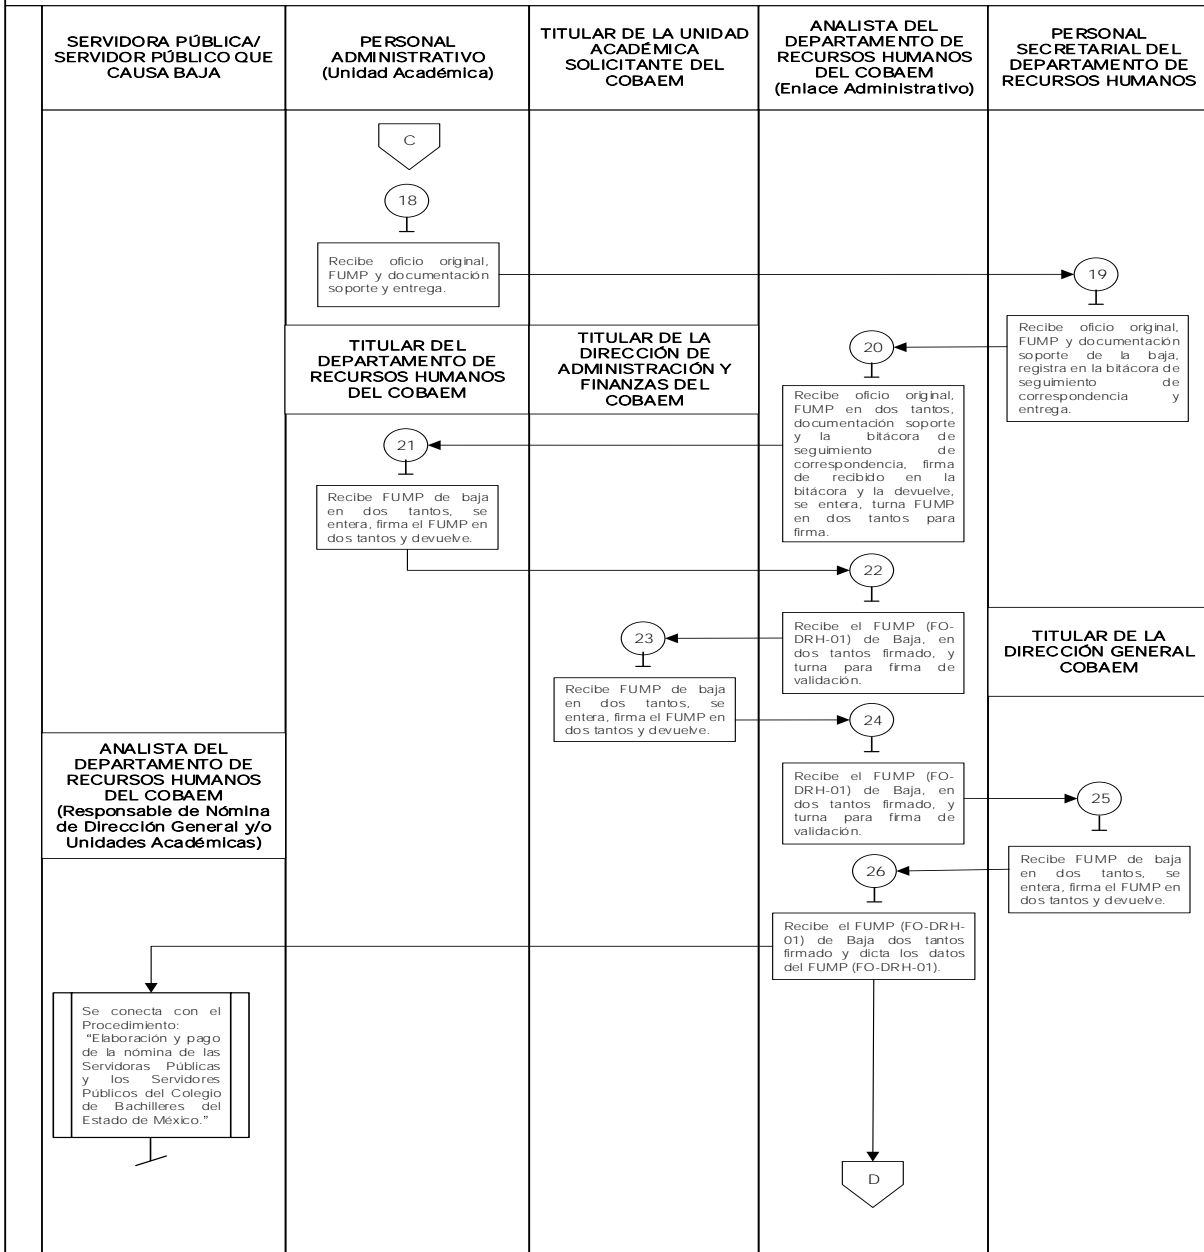 SERVIDORA PÚBLICA/
SERVIDOR PÚBLICO QUE
CAUSA BAJA
PERSONAL
ADMINISTRATIVO
(Unidad Académica)
TITULAR DE LA UNIDAD
ACADÉMICA
SOLICITANTE DEL
COBAEM
ANALISTA DEL
DEPARTAMENTO DE
RECURSOS HUMANOS
DEL COBAEM
(Enlace Administrativo)
PERSONAL
SECRETARIAL DEL
DEPARTAMENTO DE
RECURSOS HUMANOS
C
18
Recibe oficio original,
FUMP y documentación
soporte y entrega.
19
Recibe oficio original,
FUMP y documentación
soporte de la baja,
registra en la bitácora de
seguimiento de
correspondencia y
entrega.
TITULAR DEL
DEPARTAMENTO DE
RECURSOS HUMANOS
DEL COBAEM
TITULAR DE LA
DIRECCIÓN DE
ADMINISTRACIÓN Y
FINANZAS DEL
COBAEM
20
Recibe oficio original,
FUMP en dos tantos,
documentación soporte
y la bitácora de
seguimiento de
correspondencia, firma
de recibido en la
bitácora y la devuelve,
se entera, turna FUMP
en dos tantos para
firma.
21
Recibe FUMP de baja
en dos tantos, se
entera, firma el FUMP en
dos tantos y devuelve.
22
Recibe el FUMP (FO-
DRH-01) de Baja, en
dos tantos firmado, y
turna para firma de
validación.
23
Recibe FUMP de baja
en dos tantos, se
entera, firma el FUMP en
dos tantos y devuelve.
TITULAR DE LA
DIRECCIÓN GENERAL
COBAEM
24
Recibe el FUMP (FO-
DRH-01) de Baja, en
dos tantos firmado, y
turna para firma de
validación.
ANALISTA DEL
DEPARTAMENTO DE
RECURSOS HUMANOS
DEL COBAEM
(Responsable de Nómina
de Dirección General y/o
Unidades Académicas)
25
Recibe FUMP de baja
en dos tantos, se
entera, firma el FUMP en
dos tantos y devuelve.
26
Recibe el FUMP (FO-DRH-
01) de Baja dos tantos
firmado y dicta los datos
del FUMP (FO-DRH-01).
Se conecta con el
Procedimiento:
"Elaboración y pago
de la nómina de las
Servidoras Públicas
y los Servidores
Públicos del Colegio
de Bachilleres del
Estado de México."
D